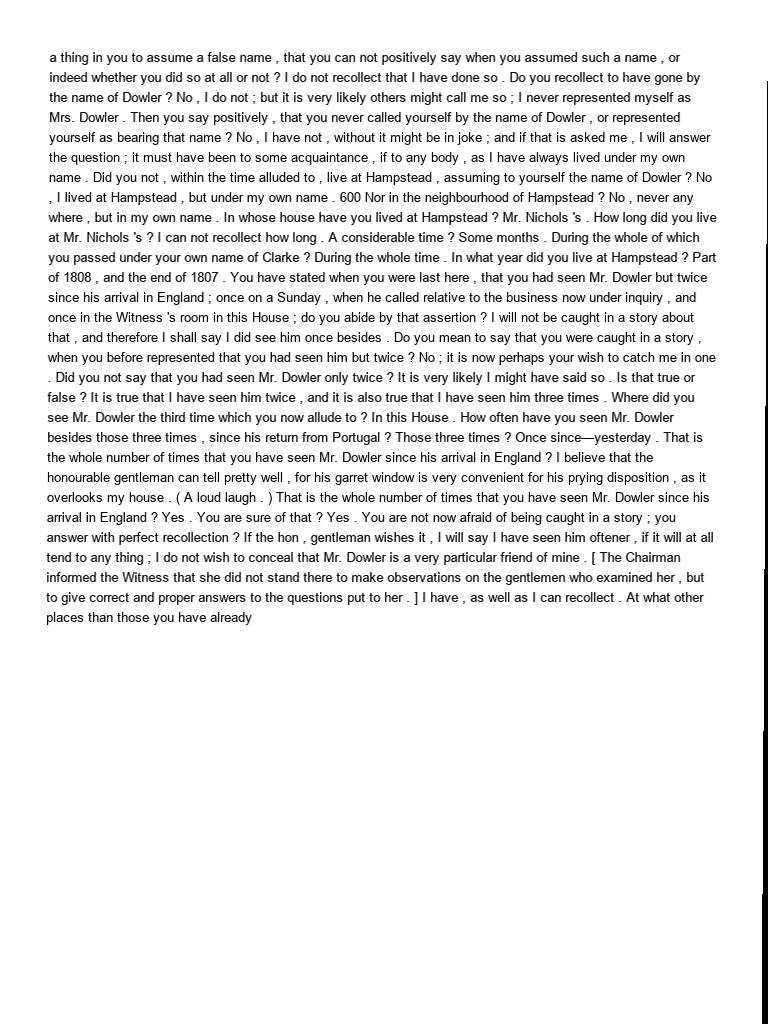 a thing in you to assume a false name , that you can not positively say when you assumed such a name , or
indeed whether you did so at all or not ? I do not recollect that I have done so . Do you recollect to have gone by
the name of Dowler ? No , I do not ; but it is very likely others might call me so ; I never represented myself as
Mrs. Dowler . Then you say positively , that you never called yourself by the name of Dowler , or represented
yourself as bearing that name ? No , I have not , without it might be in joke ; and if that is asked me , I will answer
the question ; it must have been to some acquaintance , if to any body , as I have always lived under my own
name . Did you not , within the time alluded to , live at Hampstead , assuming to yourself the name of Dowler ? No
, I lived at Hampstead , but under my own name . 600 Nor in the neighbourhood of Hampstead ? No , never any
where , but in my own name . In whose house have you lived at Hampstead ? Mr. Nichols 's . How long did you live
at Mr. Nichols 's ? I can not recollect how long . A considerable time ? Some months . During the whole of which
you passed under your own name of Clarke ? During the whole time . In what year did you live at Hampstead ? Part
of 1808 , and the end of 1807 . You have stated when you were last here , that you had seen Mr. Dowler but twice
since his arrival in England ; once on a Sunday , when he called relative to the business now under inquiry , and
once in the Witness 's room in this House ; do you abide by that assertion ? I will not be caught in a story about
that , and therefore I shall say I did see him once besides . Do you mean to say that you were caught in a story ,
when you before represented that you had seen him but twice ? No ; it is now perhaps your wish to catch me in one
. Did you not say that you had seen Mr. Dowler only twice ? It is very likely I might have said so . Is that true or
false ? It is true that I have seen him twice , and it is also true that I have seen him three times . Where did you
see Mr. Dowler the third time which you now allude to ? In this House . How often have you seen Mr. Dowler
besides those three times , since his return from Portugal ? Those three times ? Once since—yesterday . That is
the whole number of times that you have seen Mr. Dowler since his arrival in England ? I believe that the
honourable gentleman can tell pretty well , for his garret window is very convenient for his prying disposition , as it
overlooks my house . ( A loud laugh . ) That is the whole number of times that you have seen Mr. Dowler since his
arrival in England ? Yes . You are sure of that ? Yes . You are not now afraid of being caught in a story ; you
answer with perfect recollection ? If the hon , gentleman wishes it , I will say I have seen him oftener , if it will at all
tend to any thing ; I do not wish to conceal that Mr. Dowler is a very particular friend of mine . [ The Chairman
informed the Witness that she did not stand there to make observations on the gentlemen who examined her , but
to give correct and proper answers to the questions put to her . ] I have , as well as I can recollect . At what other
places than those you have already